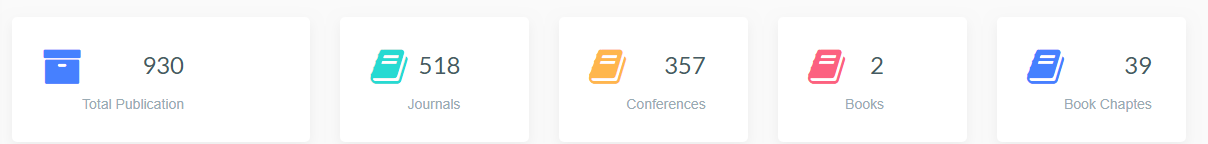 930
Total Publication
518
Journals
357
Conferences
2
Books
39
Book Chaptes